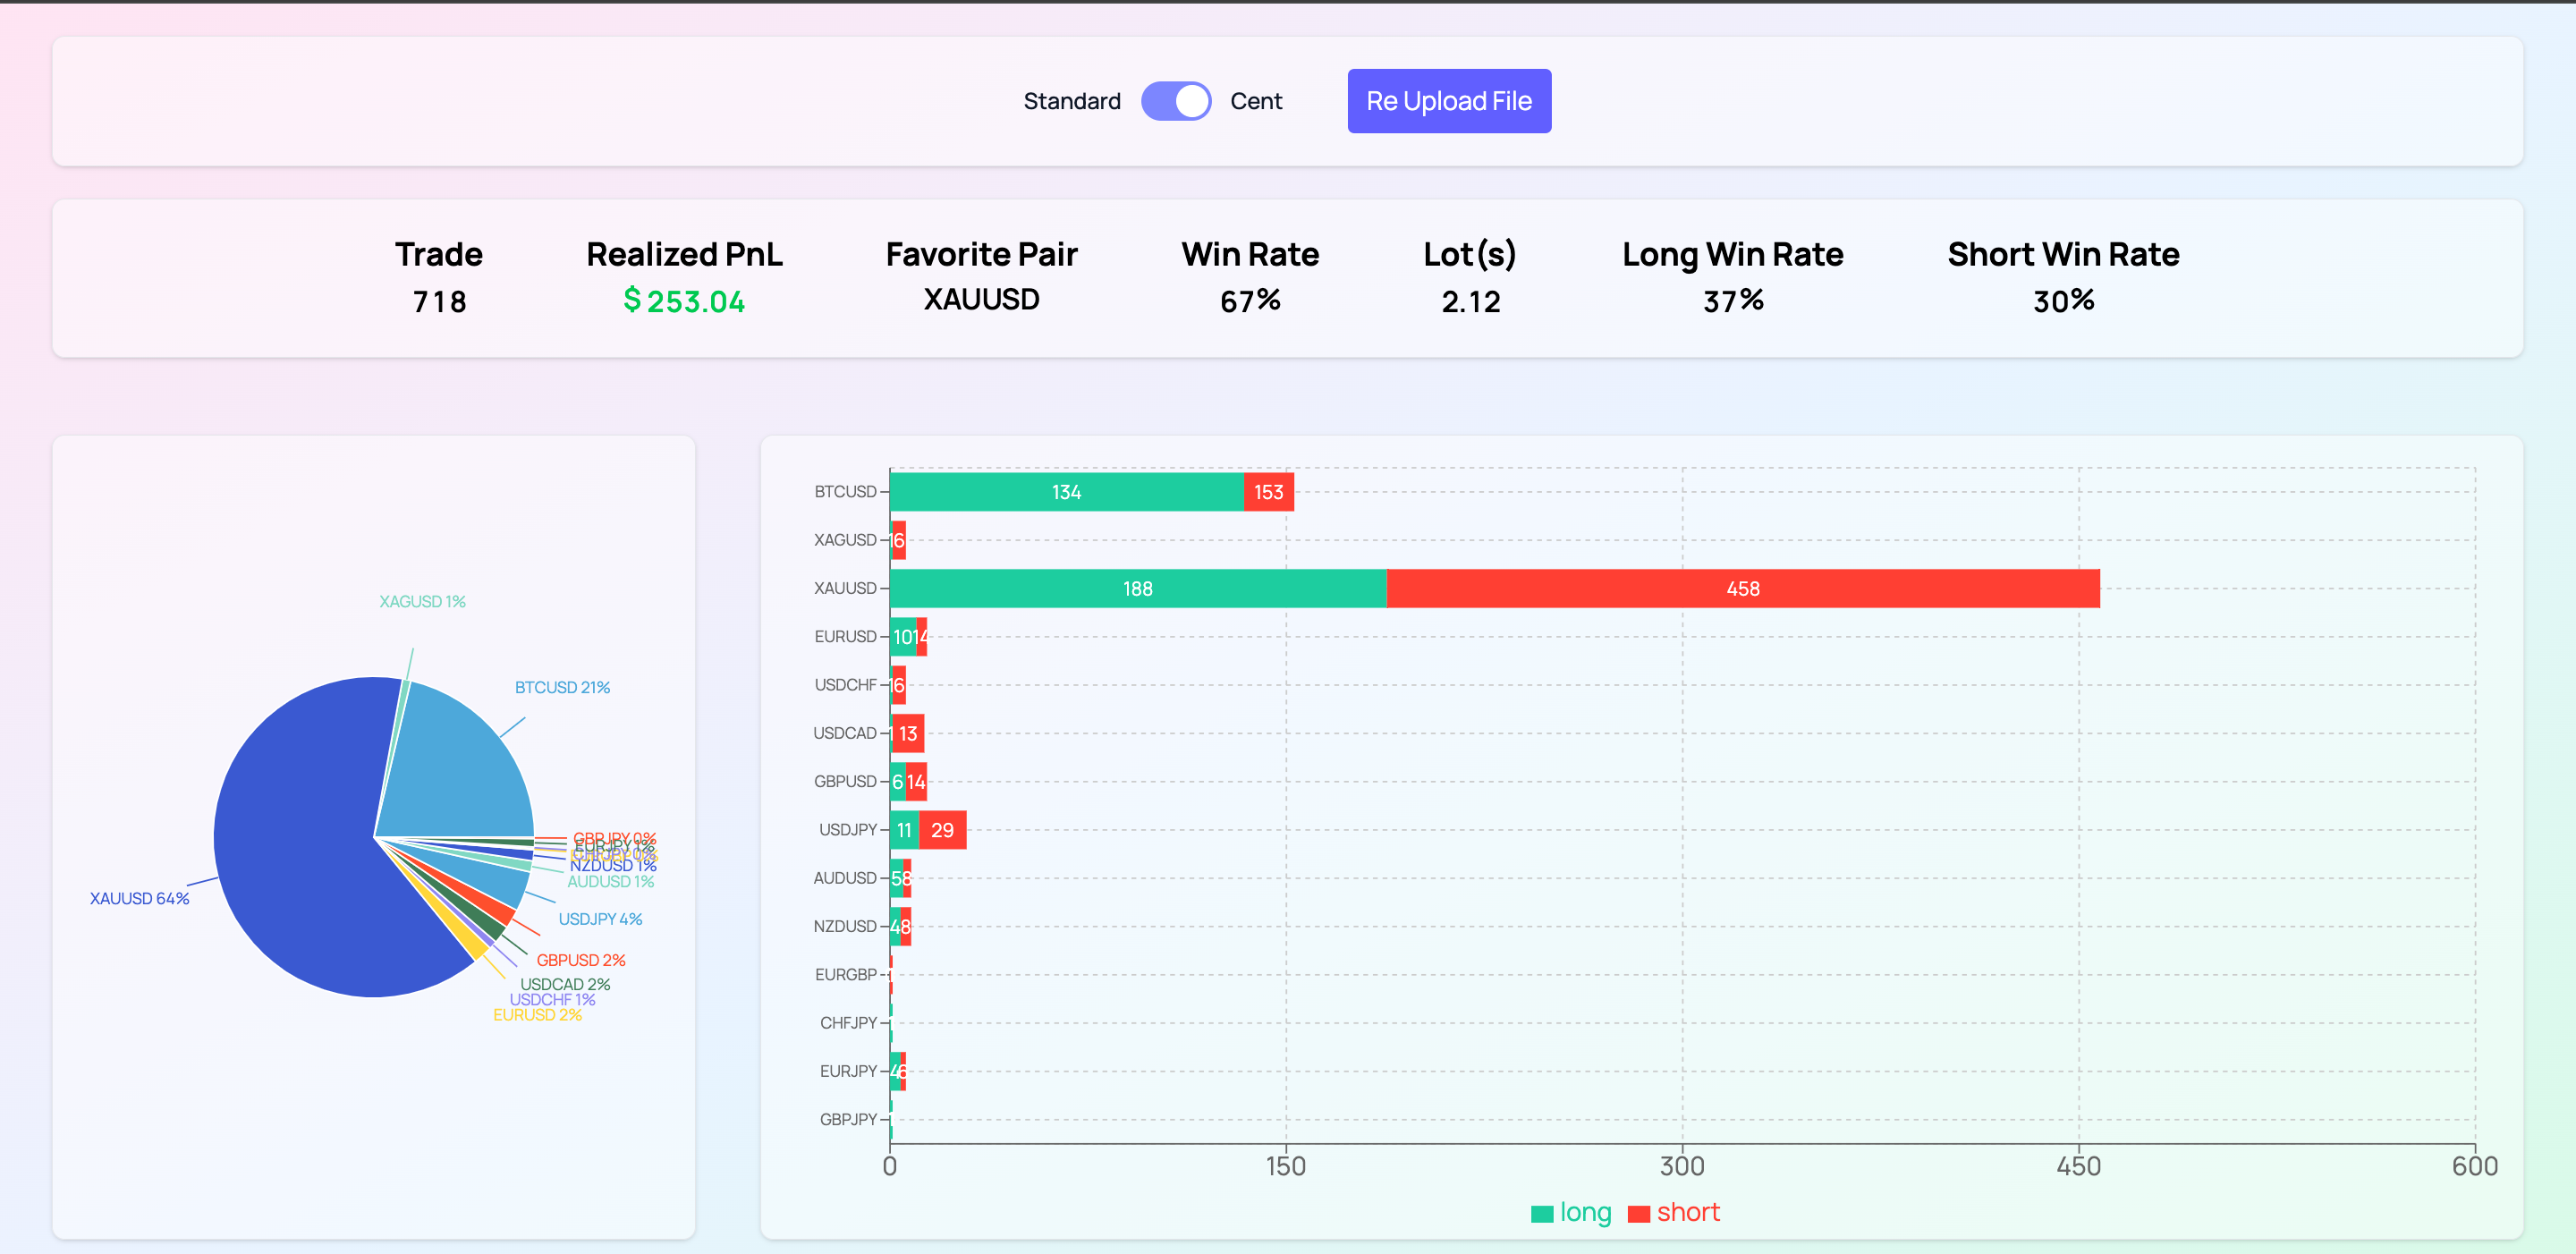 Standard Cent Re Upload File
Trade Realized PnL Favorite Pair Win Rate Lot(s) Long Win Rate Short Win Rate
718 $ 253.04 XAUUSD 67% 2.12 37% 30%
XAGUSD 1%
BTCUSD 21%
GBPJPY 0%
EURJPY 1%
CHFJPY 0%
NZDUSD 1%
AUDUSD 1%
XAUUSD 64%
USDJPY 4%
GBPUSD 2%
USDCAD 2%
USDCHF 1%
EURUSD 2%
BTCUSD 134 153
XAGUSD 6
XAUUSD 188 458
EURUSD 10 14
USDCHF 6
USDCAD 13
GBPUSD 6 14
USDJPY 11 29
AUDUSD 5 8
NZDUSD 4 8
EURGBP
CHFJPY
EURJPY 4 6
GBPJPY
0 150 300 450 600
long short